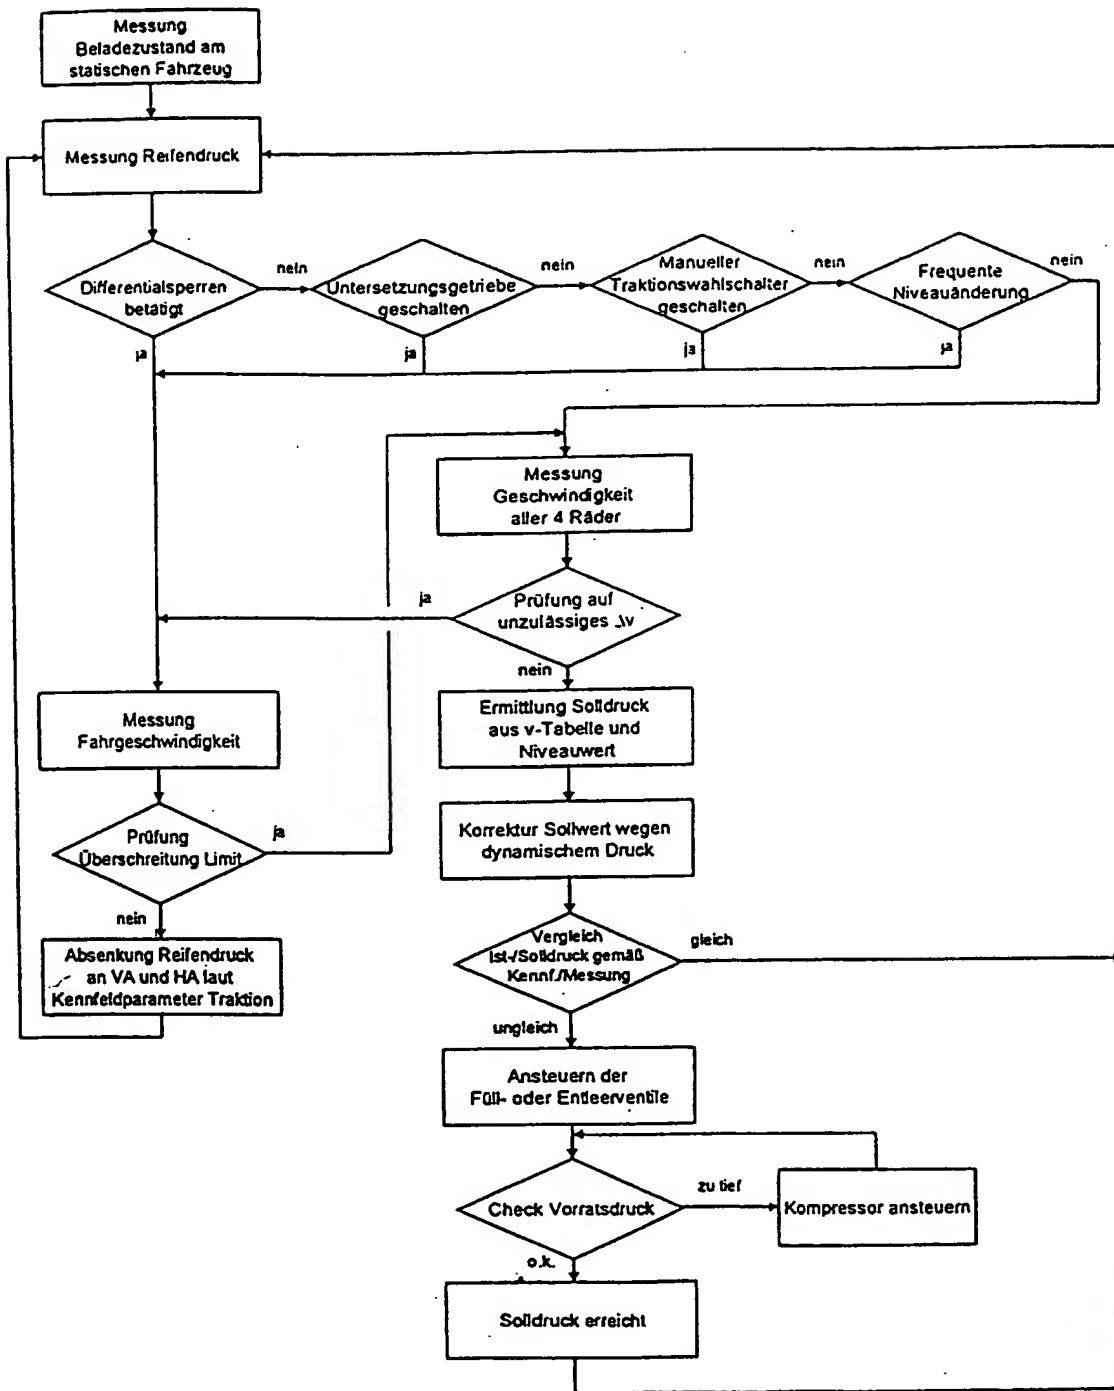 Messung
Beladezustand am
statischen Fahrzeug
Messung Reifendruck
Differentialsperren
betätigt
nein
Untersetzungsgetriebe
geschalten
nein
Manueller
Traktionswahlschalter
geschalten
nein
Frequente
Niveauänderung
nein
ja
ja
ja
ja
Messung
Geschwindigkeit
aller 4 Räder
ja
Prüfung auf
unzulässiges Δv
nein
Messung
Fahrgeschwindigkeit
Ermittlung Solldruck
aus v-Tabelle und
Niveauwert
Prüfung
Überschreitung Limit
ja
nein
Korrektur Sollwert wegen
dynamischem Druck
Absenkung Reifendruck
an VA und HA laut
Kennfeldparameter Traktion
Vergleich
Ist-/Solldruck gemäß
Kennf./Messung
gleich
ungleich
Ansteuern der
Füll- oder Entleerventile
Check Vorratsdruck
zu tief
Kompressor ansteuern
o.k.
Solldruck erreicht